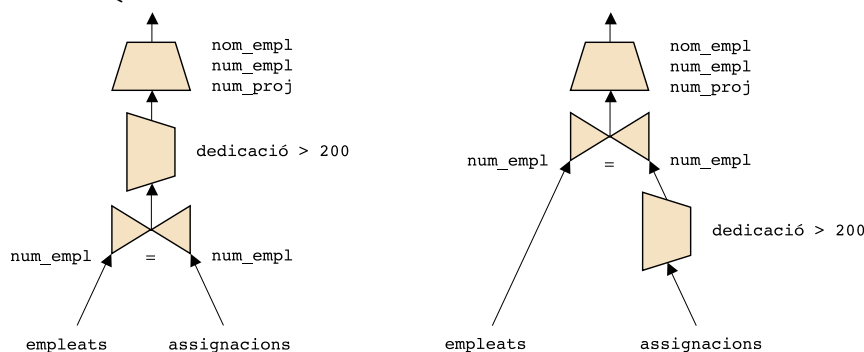 nom_empl
num_empl
num_proj
dedicació > 200
num_empl
=
num_empl
empleats
assignacions
nom_empl
num_empl
num_proj
num_empl
=
num_empl
dedicació > 200
empleats
assignacions